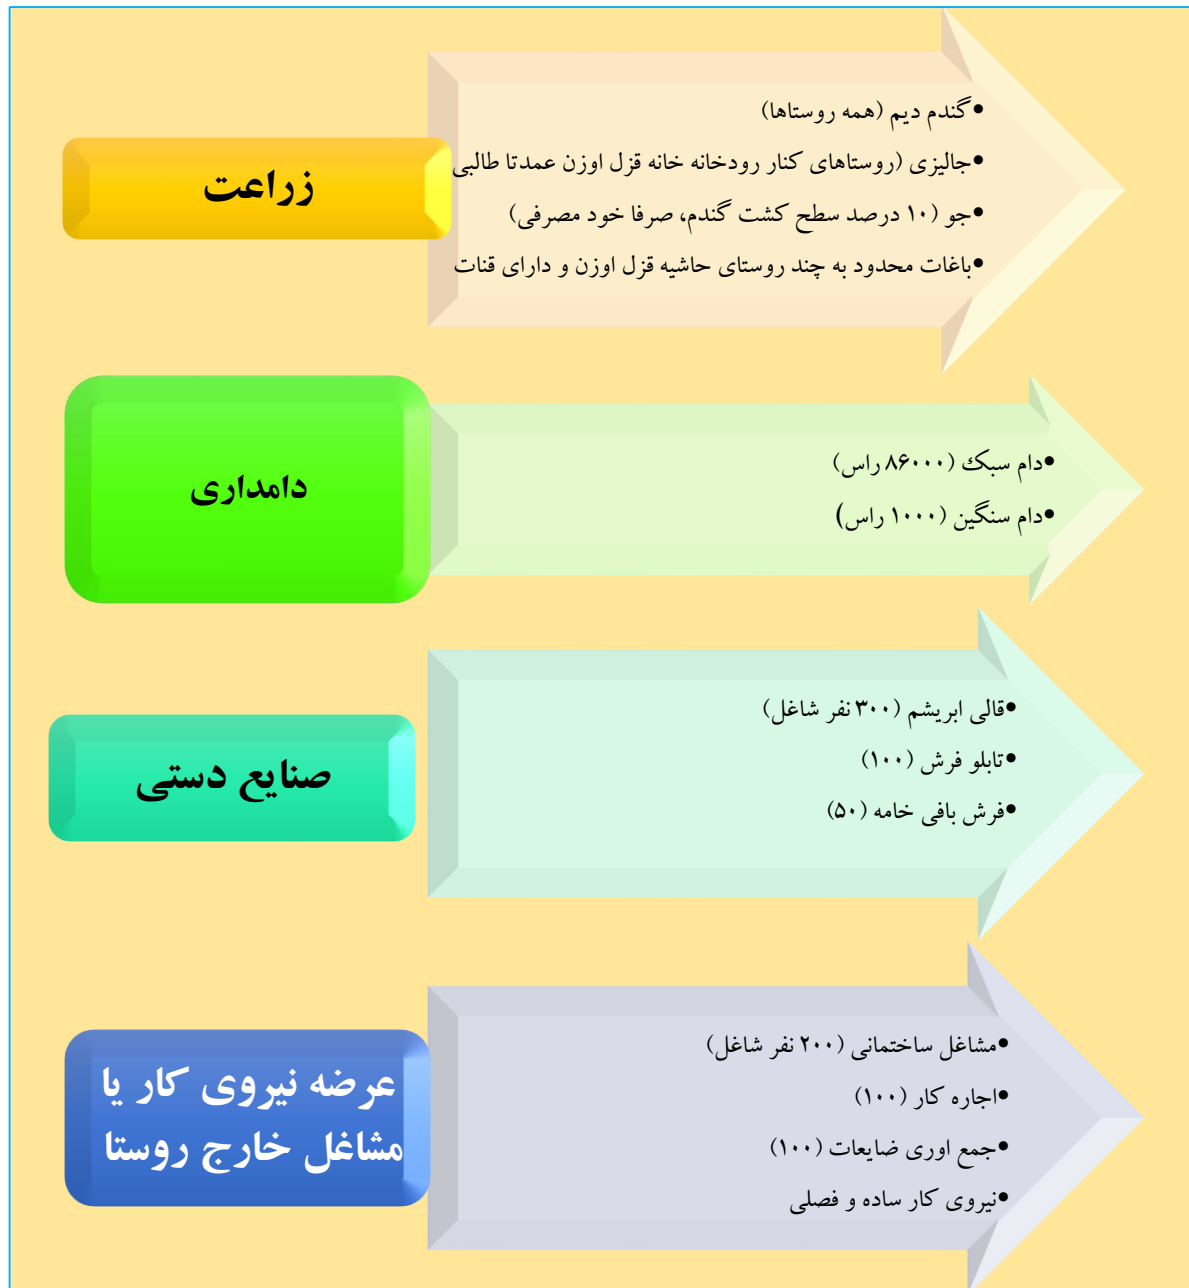 زراعت
•گندم دیم (همه روستاها)
•جالیزی (روستاهای کنار رودخانه خانه قزل اوزن عمدتا طالبی
•جو (۱۰ درصد سطح کشت گندم، صرفا خود مصرفی)
•باغات محدود به چند روستای حاشیه قزل اوزن و دارای قنات
دامداری
•دام سبک (۸۶۰۰۰ راس)
•دام سنگین (۱۰۰۰ راس)
صنایع دستی
•قالی ابریشم (۳۰۰ نفر شاغل)
•تابلو فرش (۱۰۰)
•فرش بافی خامه (۵۰)
عرضه نیروی کار یا
مشاغل خارج روستا
•مشاغل ساختمانی (۲۰۰ نفر شاغل)
•اجاره کار (۱۰۰)
•جمع اوری ضایعات (۱۰۰)
•نیروی کار ساده و فصلی